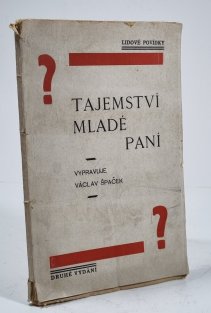 LIDOVÉ POVÍDKY
?
TAJEMSTVÍ
MLADÉ
PANÍ
VYPRAVUJE
VÁCLAV ŠPAČEK
?
DRUHÉ VYDÁNÍ